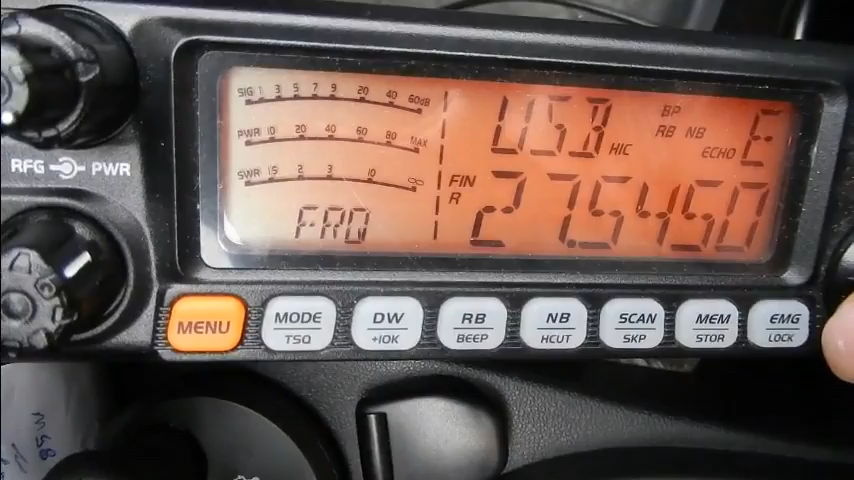 SIG 1 3 5 7 9 20 40 60dB
PWR 10 20 40 60 80 MAX
SWR 1.5 2 3 10 ∞
FRQ
USB HIC
BP
RB NB
ECHO E
FIN
R
27.5450
RFG PWR
MENU
MODE
TSQ
DW
+10K
RB
BEEP
NB
HCUT
SCAN
SKP
MEM
STOR
EMG
LOCK